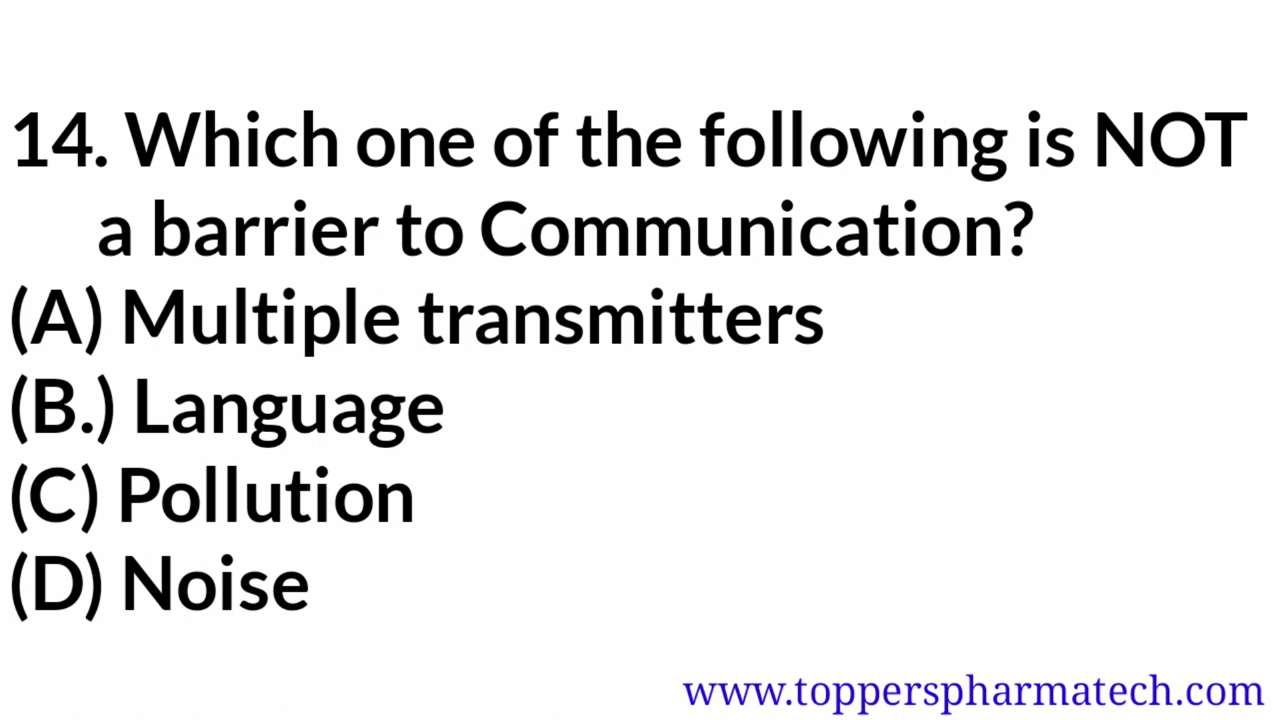 14. Which one of the following is NOT
a barrier to Communication?
(A) Multiple transmitters
(B.) Language
(C) Pollution
(D) Noise
www.topperspharmatech.com